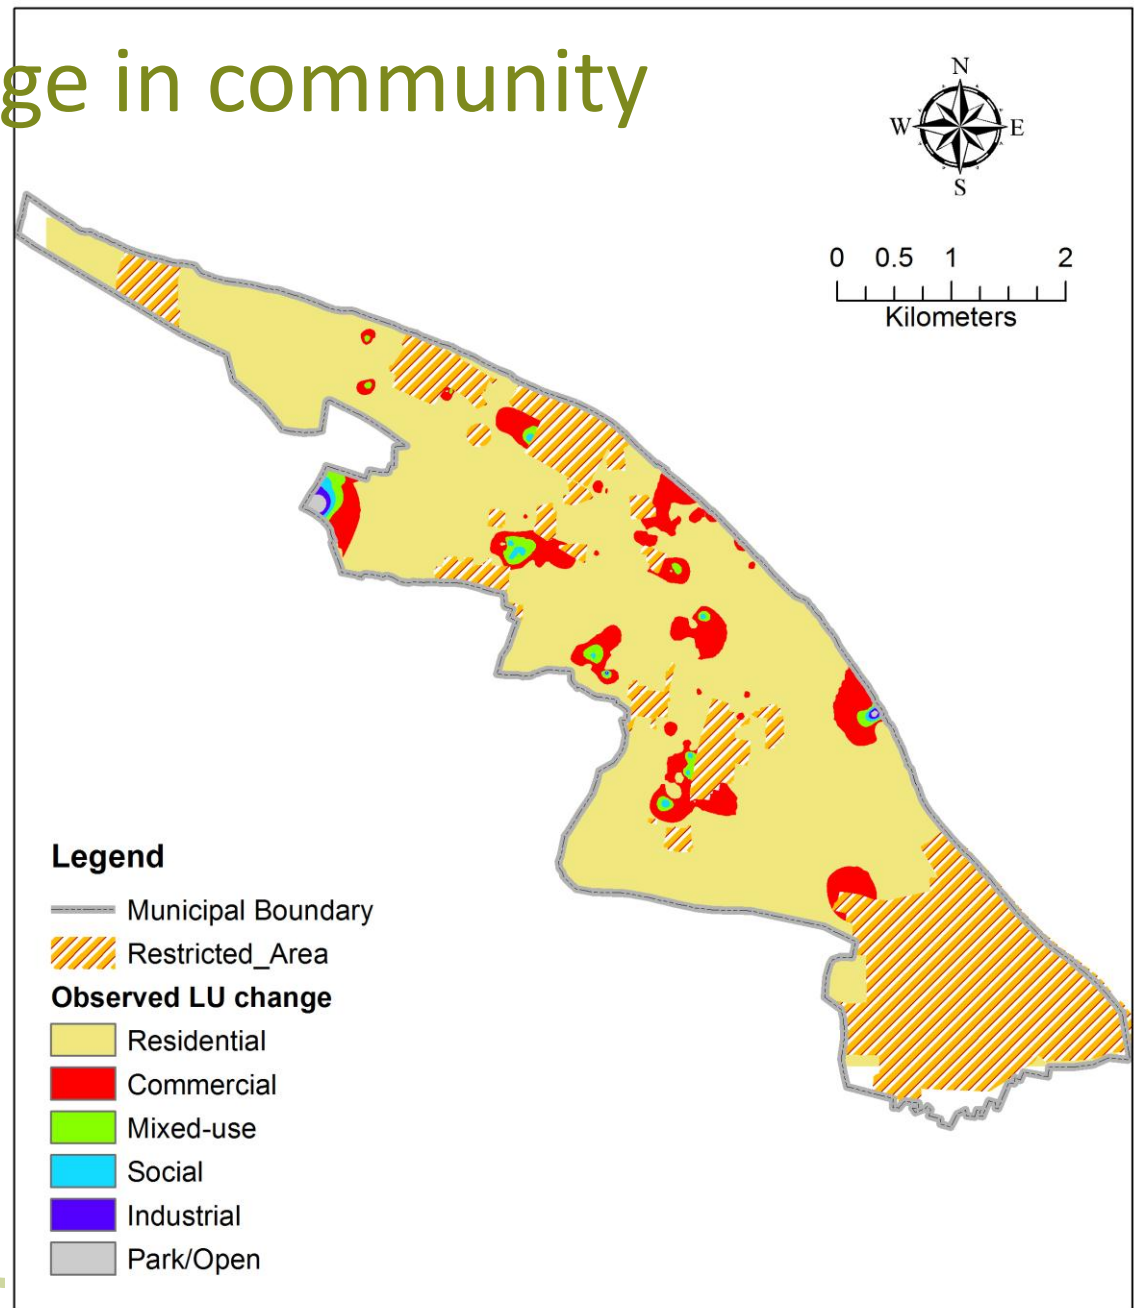 ge in community
N
W E
S
0 0.5 1 2
Kilometers
Legend
Municipal Boundary
Restricted_Area
Observed LU change
Residential
Commercial
Mixed-use
Social
Industrial
Park/Open